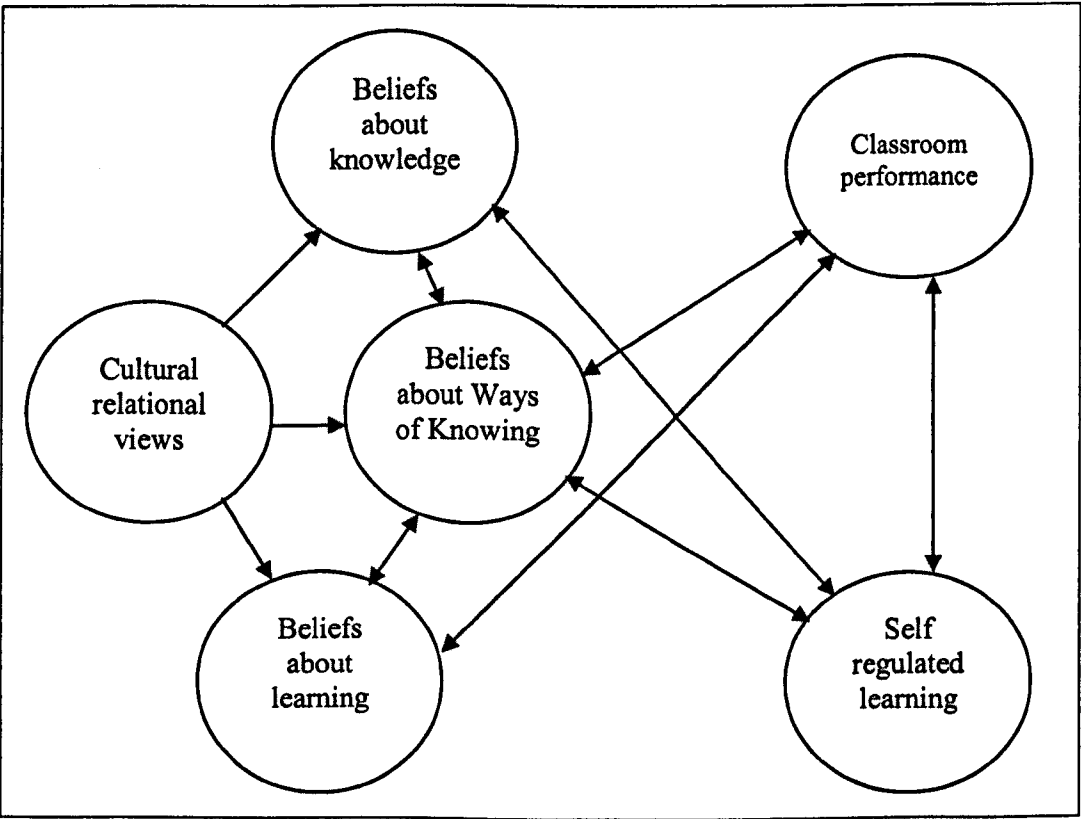 Beliefs
about
knowledge
Classroom
performance
Cultural
relational
views
Beliefs
about Ways
of Knowing
Beliefs
about
learning
Self
regulated
learning